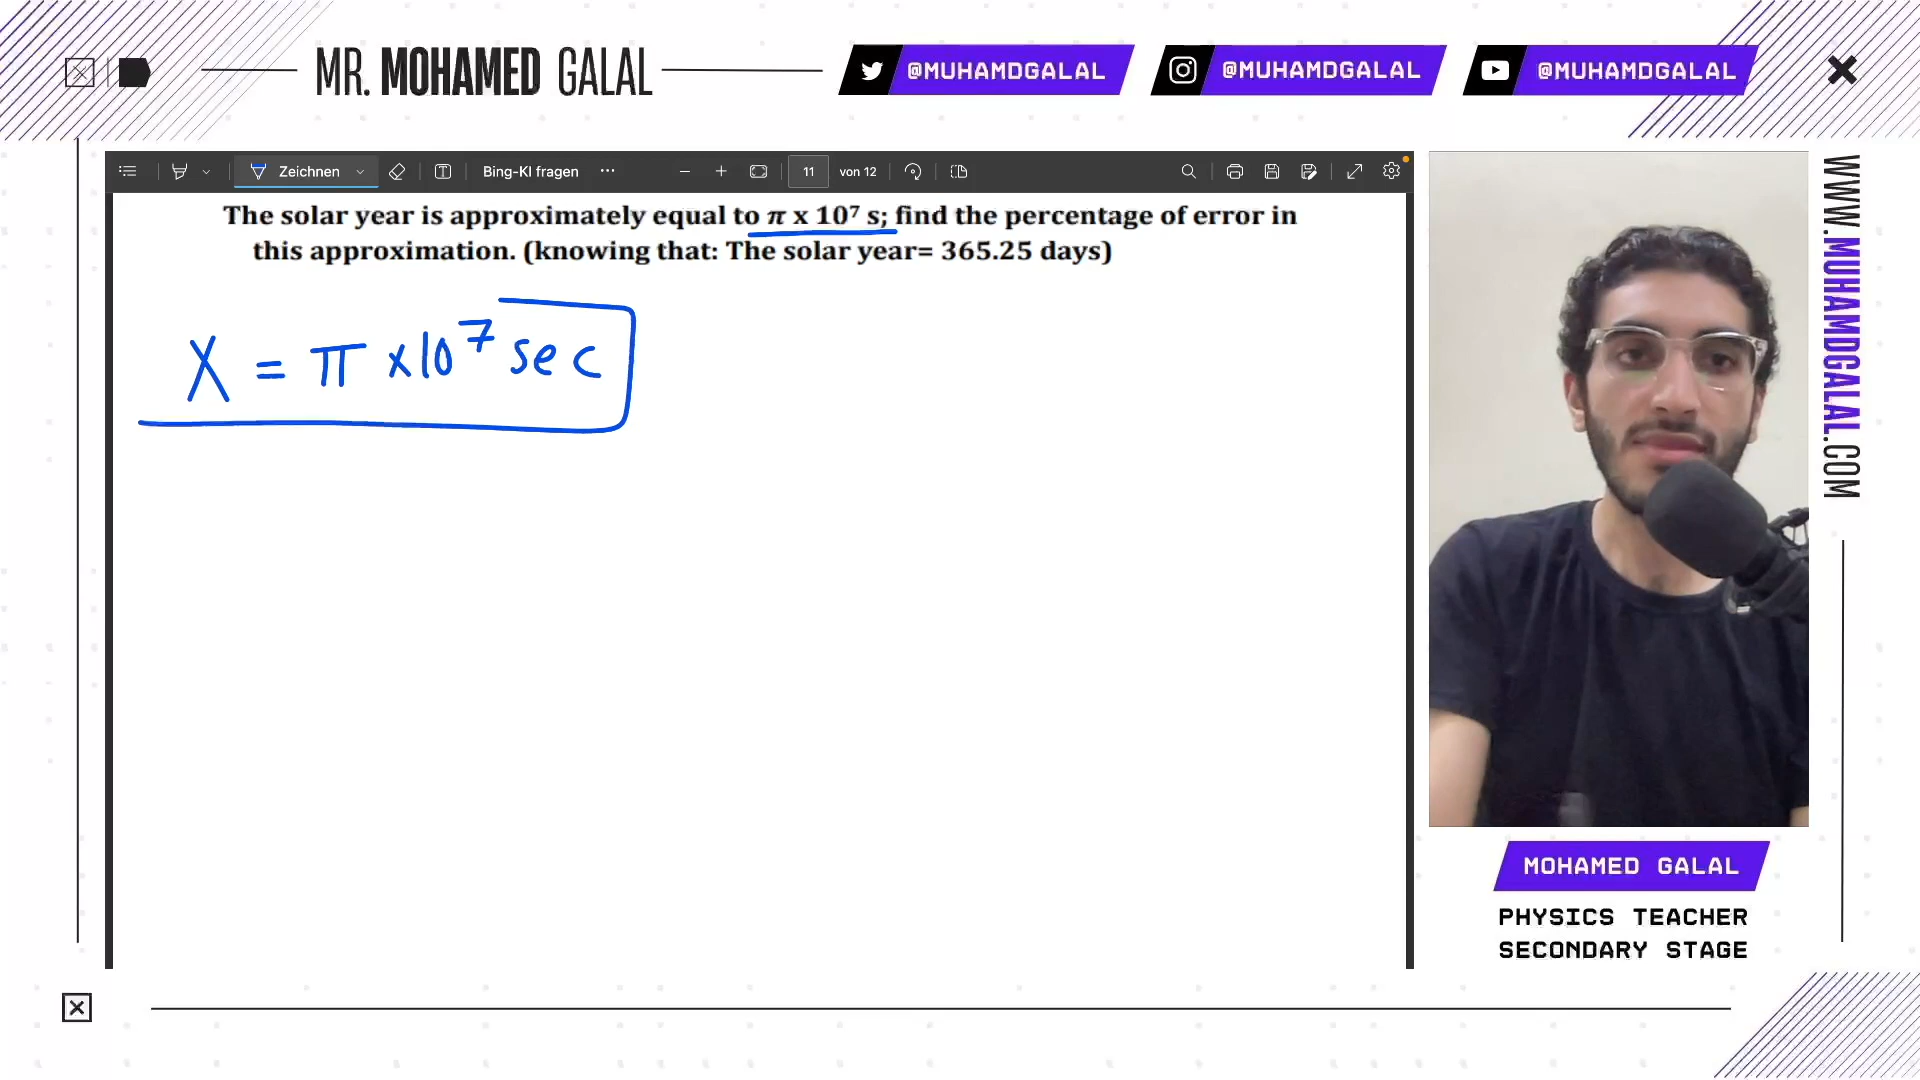 MR. MOHAMED GALAL
@MUHAMDGALAL
@MUHAMDGALAL
@MUHAMDGALAL
Zeichnen
Bing-KI fragen
11 von 12
The solar year is approximately equal to π x 10⁷ s; find the percentage of error in
this approximation. (knowing that: The solar year= 365.25 days)
X = π x10⁷ sec
WWW.MUHAMDGALAL.COM
MOHAMED GALAL
PHYSICS TEACHER
SECONDARY STAGE